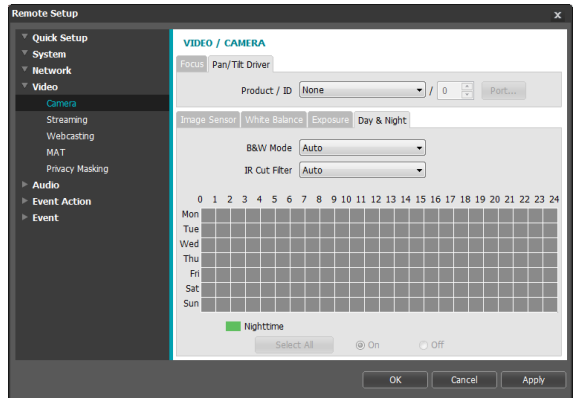 Remote Setup x
Quick Setup
System
Network
Video
Camera
Streaming
Webcasting
MAT
Privacy Masking
Audio
Event Action
Event
VIDEO / CAMERA
Focus Pan/Tilt Driver
Product / ID None / 0 Port...
Image Sensor White Balance Exposure Day & Night
B&W Mode Auto
IR Cut Filter Auto
0 1 2 3 4 5 6 7 8 9 10 11 12 13 14 15 16 17 18 19 20 21 22 23 24
Mon
Tue
Wed
Thu
Fri
Sat
Sun
Nighttime
Select All On Off
OK Cancel Apply